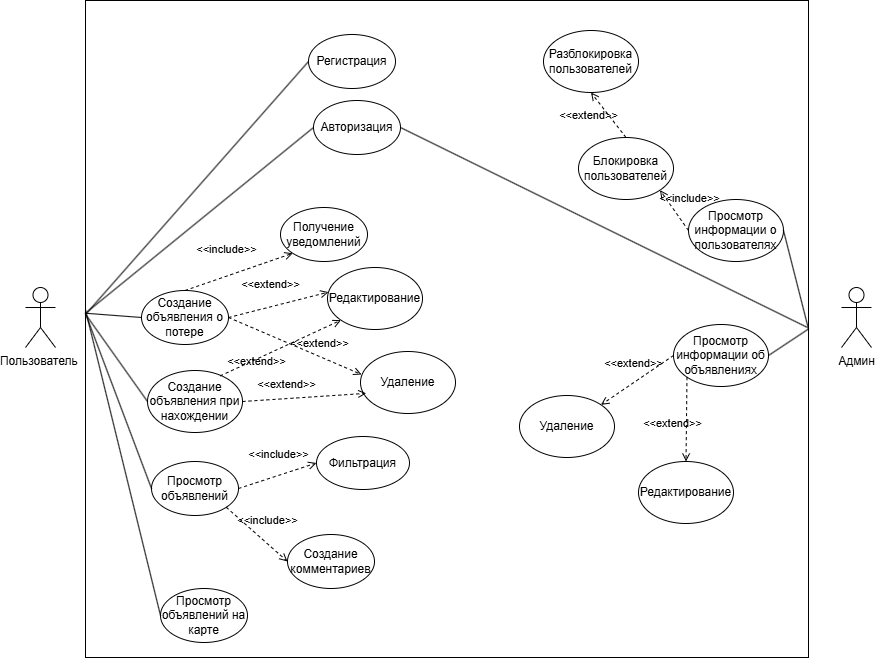 Регистрация
Авторизация
Разблокировка
пользователей
<<extend>>
Блокировка
пользователей
<<include>>
Просмотр
информации о
пользователях
Получение
уведомлений
<<include>>
<<extend>>
Создание
объявления о
потере
Редактирование
<<extend>>
<<extend>>
<<extend>>
Создание
объявления при
нахождении
Удаление
Пользователь
Админ
Просмотр
информации об
объявлениях
<<extend>>
Удаление
<<extend>>
Редактирование
<<include>>
Фильтрация
Просмотр
объявлений
<<include>>
Создание
комментариев
Просмотр
объявлений на
карте